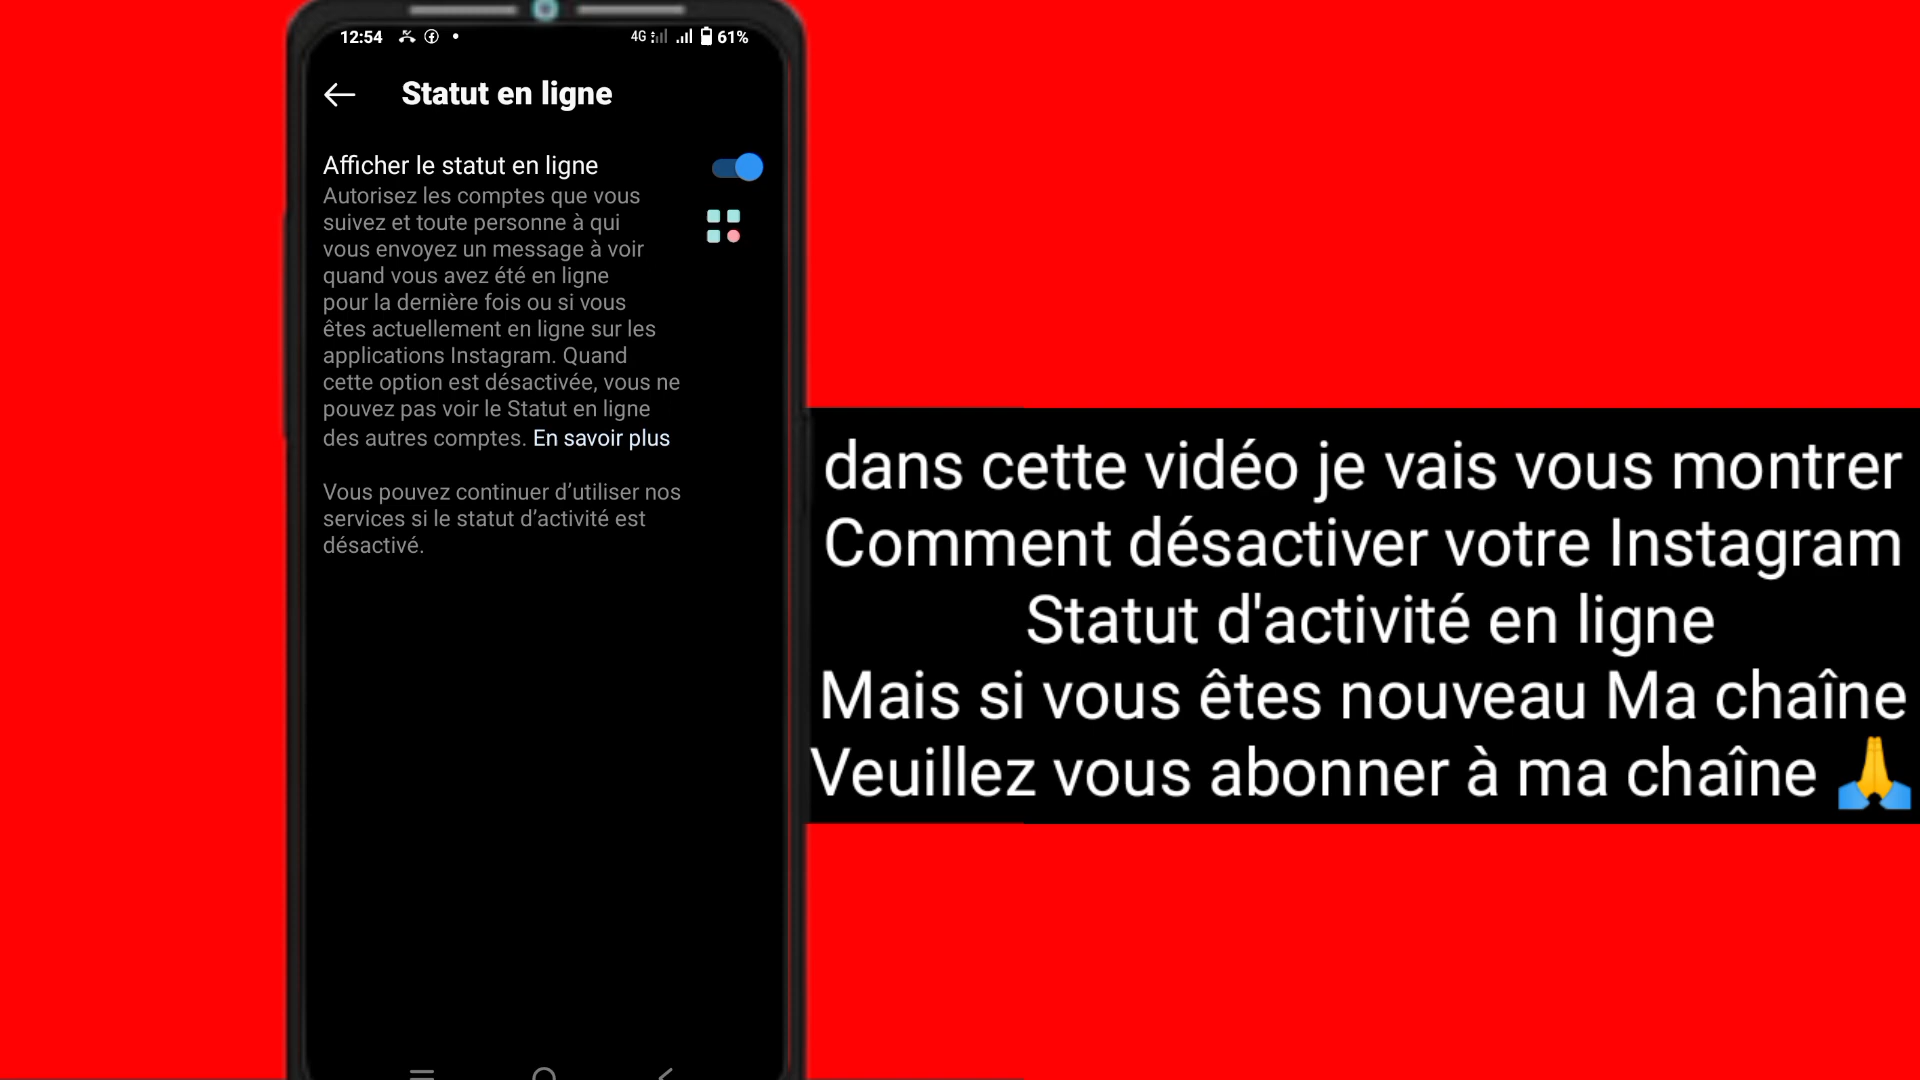 12:54
4G 61%
Statut en ligne
Afficher le statut en ligne
Autorisez les comptes que vous
suivez et toute personne à qui
vous envoyez un message à voir
quand vous avez été en ligne
pour la dernière fois ou si vous
êtes actuellement en ligne sur les
applications Instagram. Quand
cette option est désactivée, vous ne
pouvez pas voir le Statut en ligne
des autres comptes. En savoir plus
Vous pouvez continuer d’utiliser nos
services si le statut d’activité est
désactivé.
dans cette vidéo je vais vous montrer
Comment désactiver votre Instagram
Statut d'activité en ligne
Mais si vous êtes nouveau Ma chaîne
Veuillez vous abonner à ma chaîne 🙏